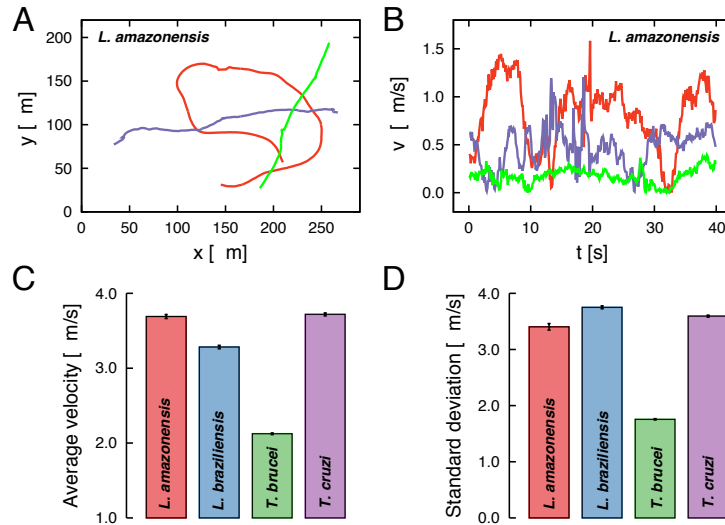 A
L. amazonensis
200
150
100
50
0
y [ m]
0 50 100 150 200 250
x [ m]
B
L. amazonensis
1.5
1.0
0.5
0.0
v [ m/s]
0 10 20 30 40
t [s]
C
4.0
3.0
2.0
1.0
Average velocity [ m/s]
L. amazonensis
L. braziliensis
T. brucei
T. cruzi
D
4.0
3.0
2.0
1.0
0.0
Standard deviation [ m/s]
L. amazonensis
L. braziliensis
T. brucei
T. cruzi